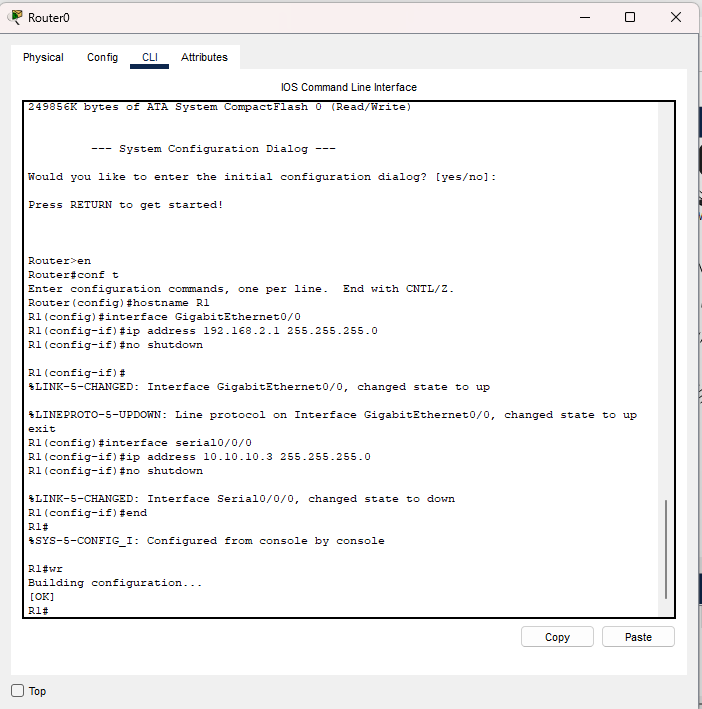 Router0
Physical Config CLI Attributes
IOS Command Line Interface
249856K bytes of ATA System CompactFlash 0 (Read/Write)
--- System Configuration Dialog ---
Would you like to enter the initial configuration dialog? [yes/no]:
Press RETURN to get started!
Router>en
Router#conf t
Enter configuration commands, one per line.  End with CNTL/Z.
Router(config)#hostname R1
R1(config)#interface GigabitEthernet0/0
R1(config-if)#ip address 192.168.2.1 255.255.255.0
R1(config-if)#no shutdown
R1(config-if)#
%LINK-5-CHANGED: Interface GigabitEthernet0/0, changed state to up
%LINEPROTO-5-UPDOWN: Line protocol on Interface GigabitEthernet0/0, changed state to up
exit
R1(config)#interface serial0/0/0
R1(config-if)#ip address 10.10.10.3 255.255.255.0
R1(config-if)#no shutdown
%LINK-5-CHANGED: Interface Serial0/0/0, changed state to down
R1(config-if)#end
R1#
%SYS-5-CONFIG_I: Configured from console by console
R1#wr
Building configuration...
[OK]
R1#
Copy Paste
Top